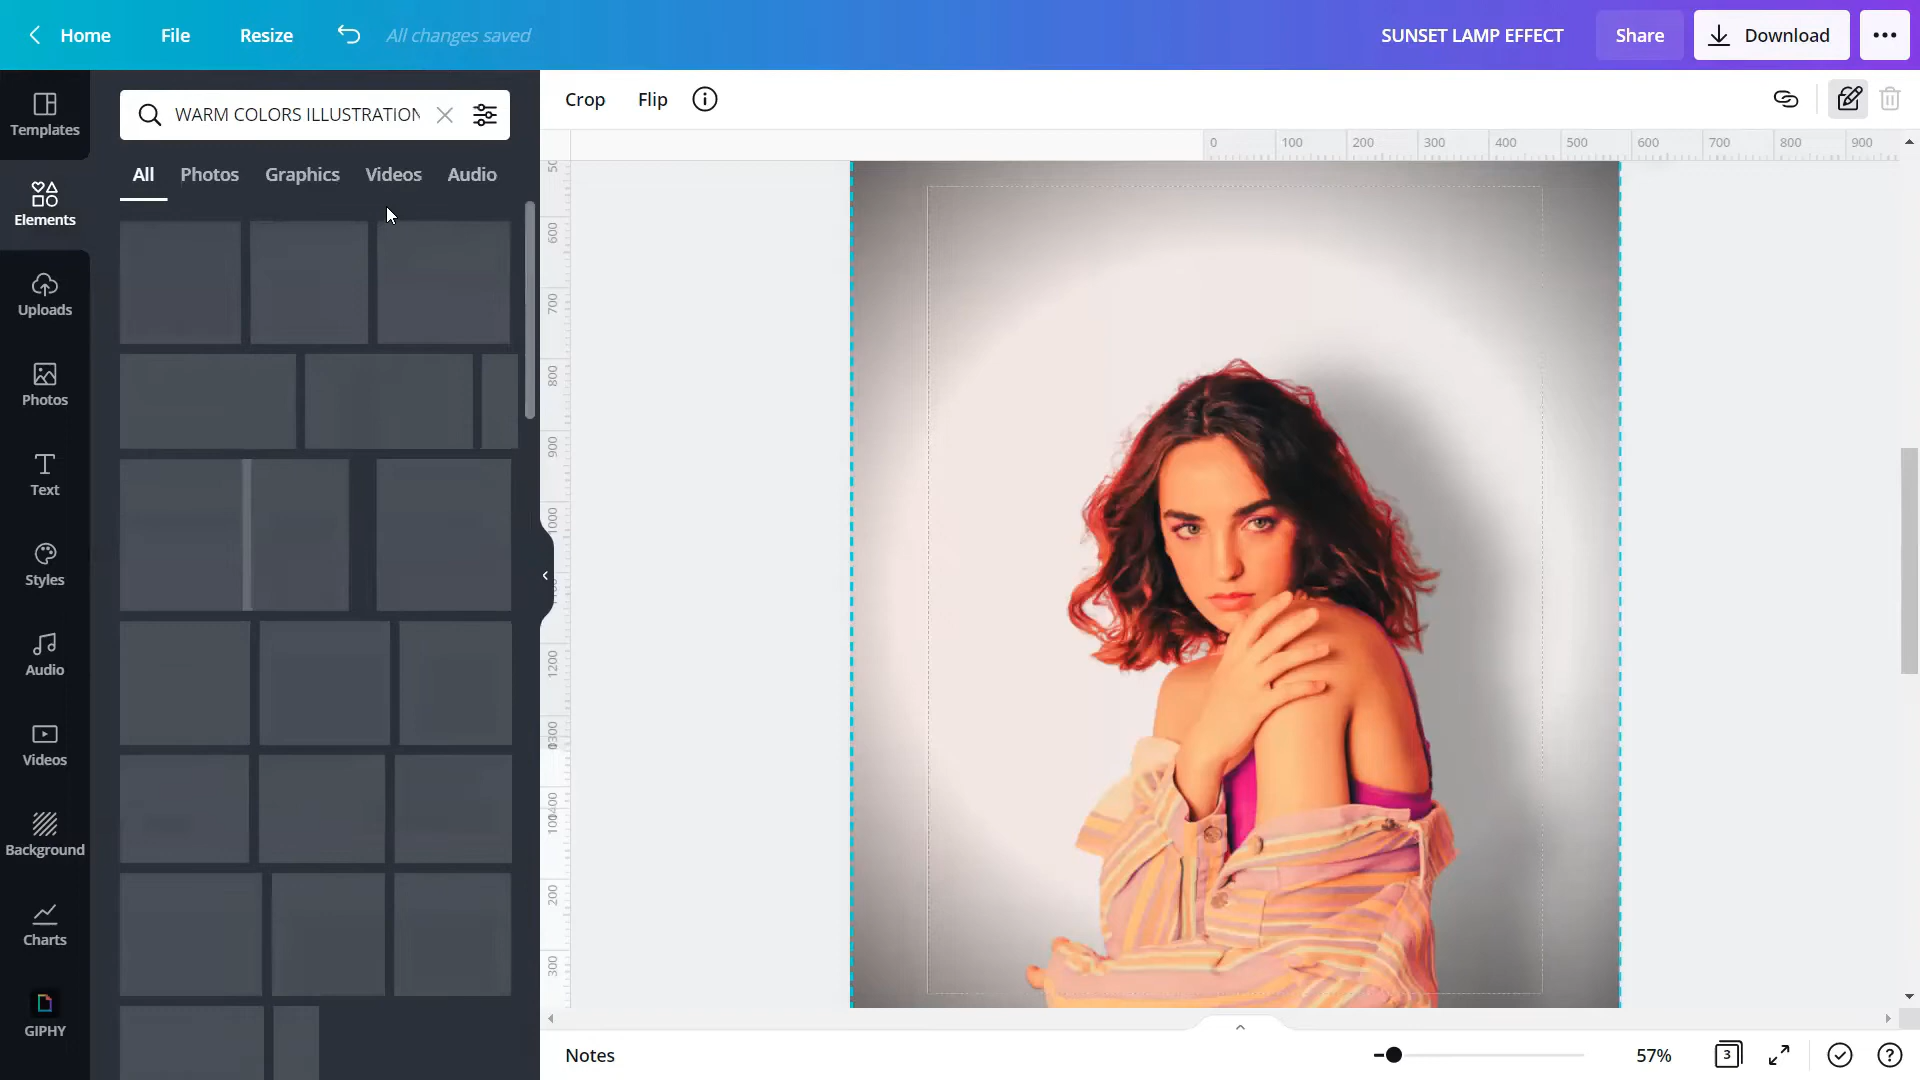 Home
File
Resize
All changes saved
SUNSET LAMP EFFECT
Share
Download
Templates
Elements
Uploads
Photos
Text
Styles
Audio
Videos
Background
Charts
GIPHY
WARM COLORS ILLUSTRATION
All
Photos
Graphics
Videos
Audio
Crop
Flip
0
100
200
300
400
500
600
700
800
900
600
700
800
900
1000
1200
1300
200
300
Notes
57%
3